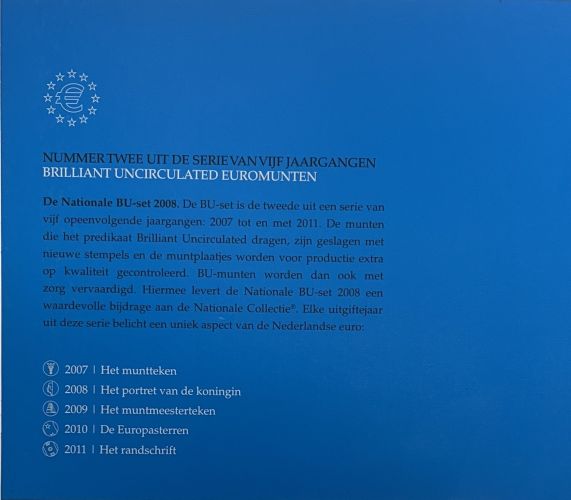 €
NUMMER TWEE UIT DE SERIE VAN VIJF JAARGANGEN
BRILLIANT UNCIRCULATED EUROMUNTEN
De Nationale BU-set 2008. De BU-set is de tweede uit een serie van
vijf opeenvolgende jaargangen: 2007 tot en met 2011. De munten
die het predikaat Brilliant Uncirculated dragen, zijn geslagen met
nieuwe stempels en de muntplaatjes worden voor productie extra
op kwaliteit gecontroleerd. BU-munten worden dan ook met
zorg vervaardigd. Hiermee levert de Nationale BU-set 2008 een
waardevolle bijdrage aan de Nationale Collectie®. Elke uitgiftejaar
uit deze serie belicht een uniek aspect van de Nederlandse euro:
2007 | Het muntteken
2008 | Het portret van de koningin
2009 | Het muntmeesterteken
2010 | De Europasterren
2011 | Het randschrift